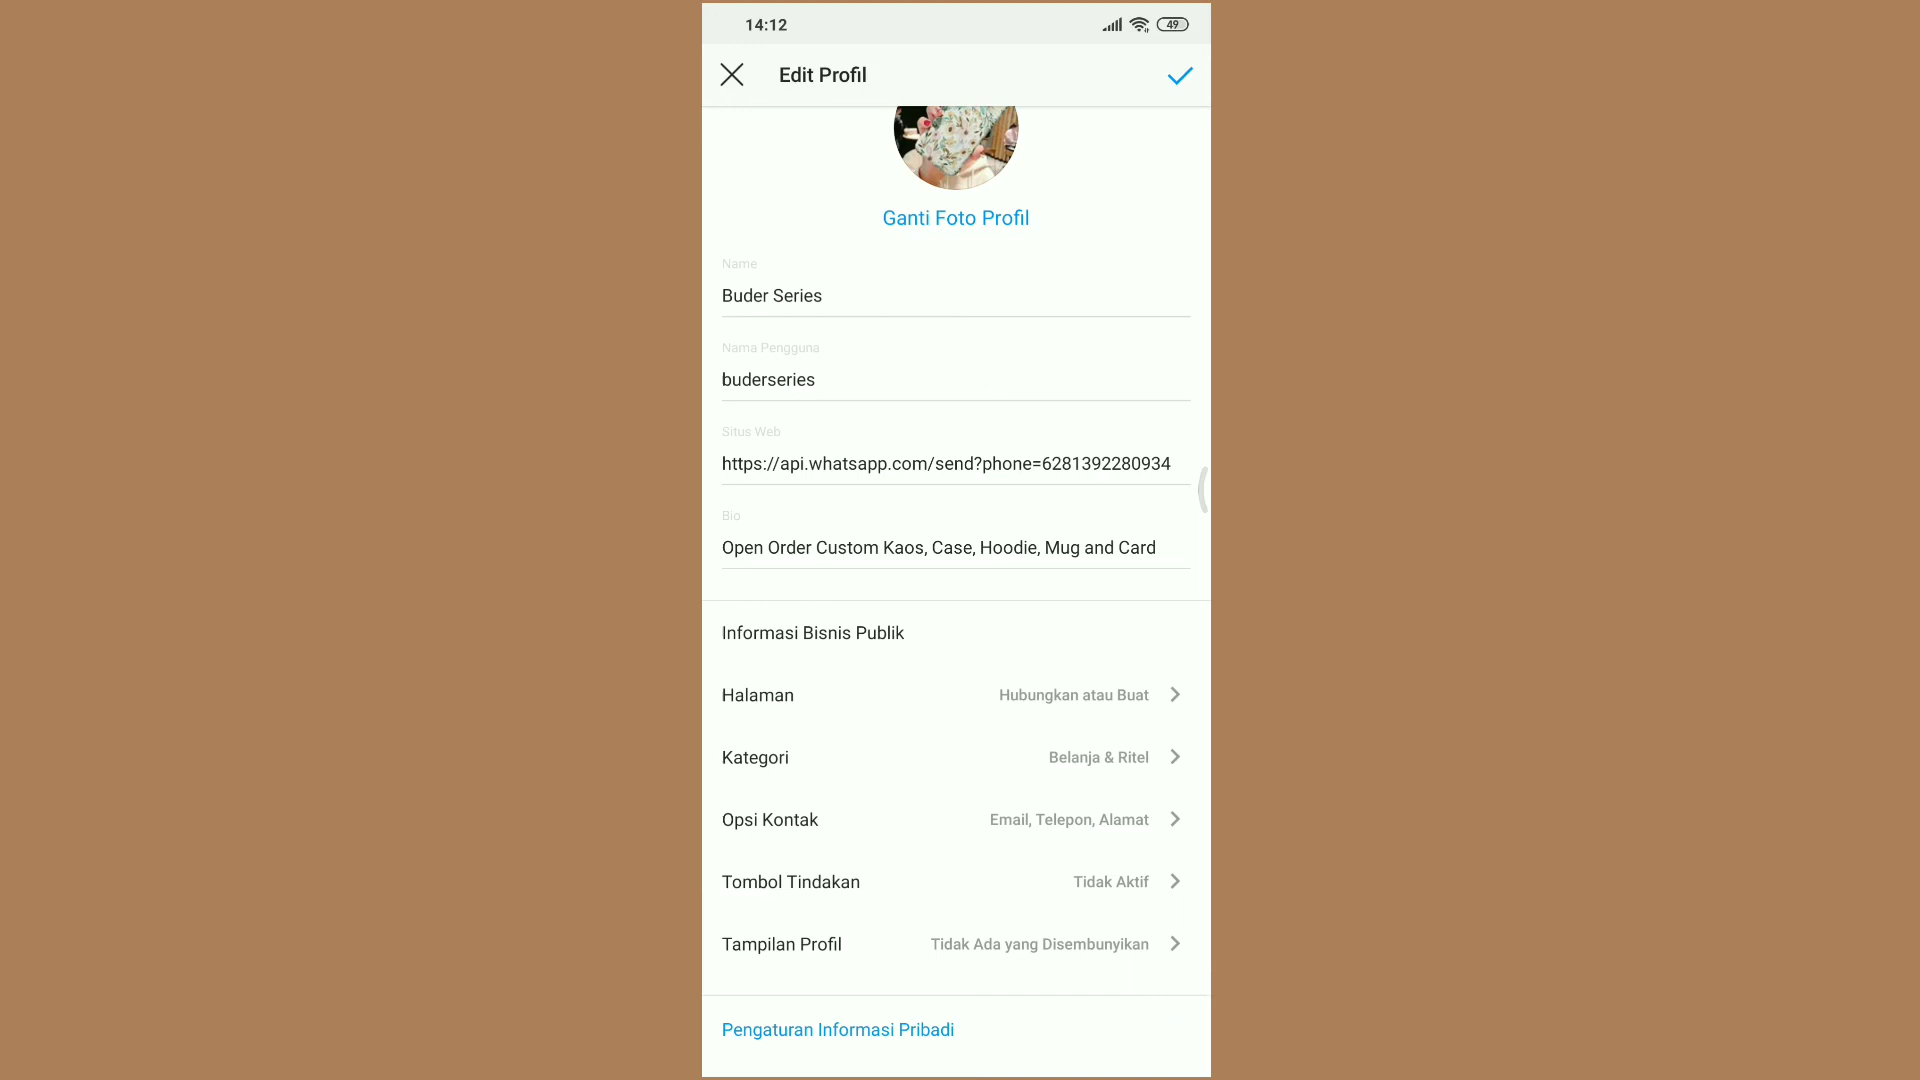 14:12
49
Edit Profil
Ganti Foto Profil
Name
Buder Series
Nama Pengguna
buderseries
Situs Web
https://api.whatsapp.com/send?phone=6281392280934
Bio
Open Order Custom Kaos, Case, Hoodie, Mug and Card
Informasi Bisnis Publik
Halaman Hubungkan atau Buat
Kategori Belanja & Ritel
Opsi Kontak Email, Telepon, Alamat
Tombol Tindakan Tidak Aktif
Tampilan Profil Tidak Ada yang Disembunyikan
Pengaturan Informasi Pribadi